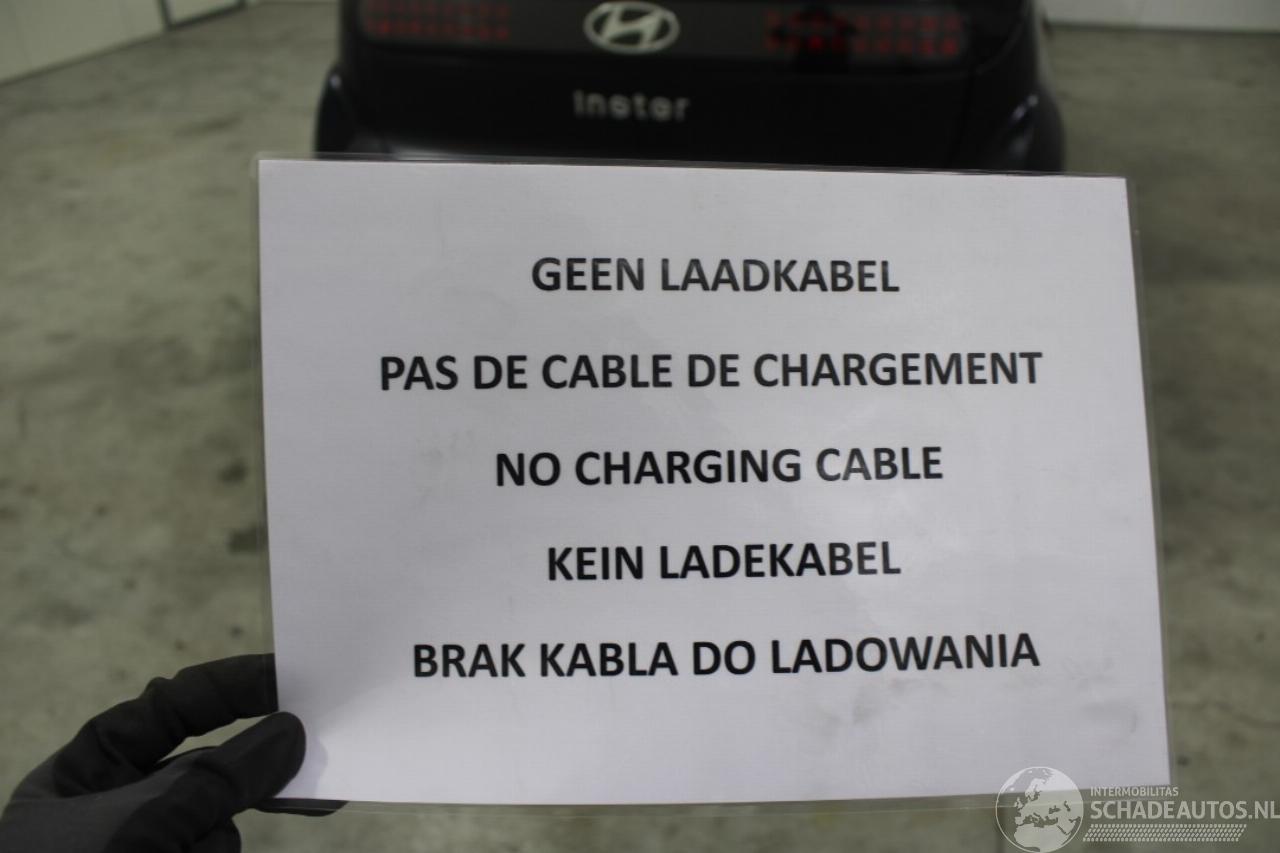 Inster
GEEN LAADKABEL
PAS DE CABLE DE CHARGEMENT
NO CHARGING CABLE
KEIN LADEKABEL
BRAK KABLA DO LADOWANIA
INTERMOBILITAS
SCHADEAUTOS.NL